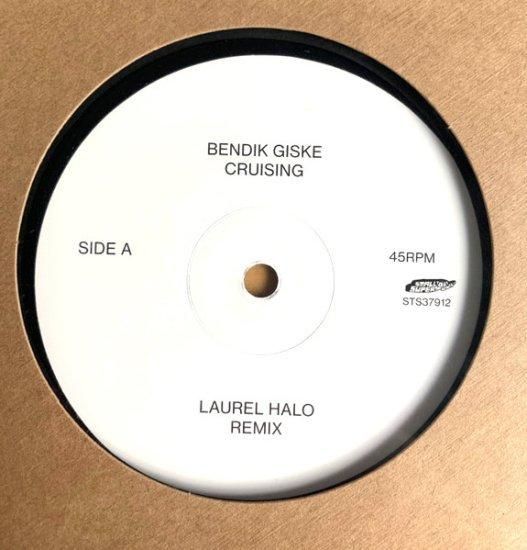 BENDIK GISKE
CRUISING
SIDE A
45RPM
STS37912
LAUREL HALO
REMIX